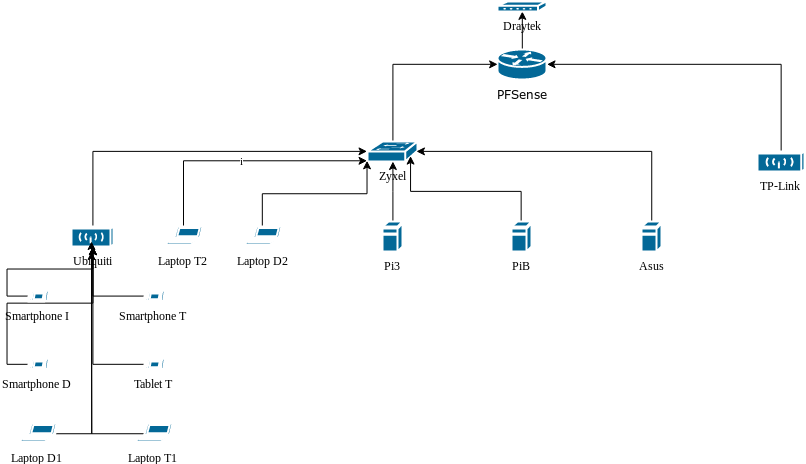 Draytek
PFSense
Zyxel
TP-Link
i
Ubiquiti
Laptop T2
Laptop D2
Pi3
PiB
Asus
Smartphone I
Smartphone T
Smartphone D
Tablet T
Laptop D1
Laptop T1